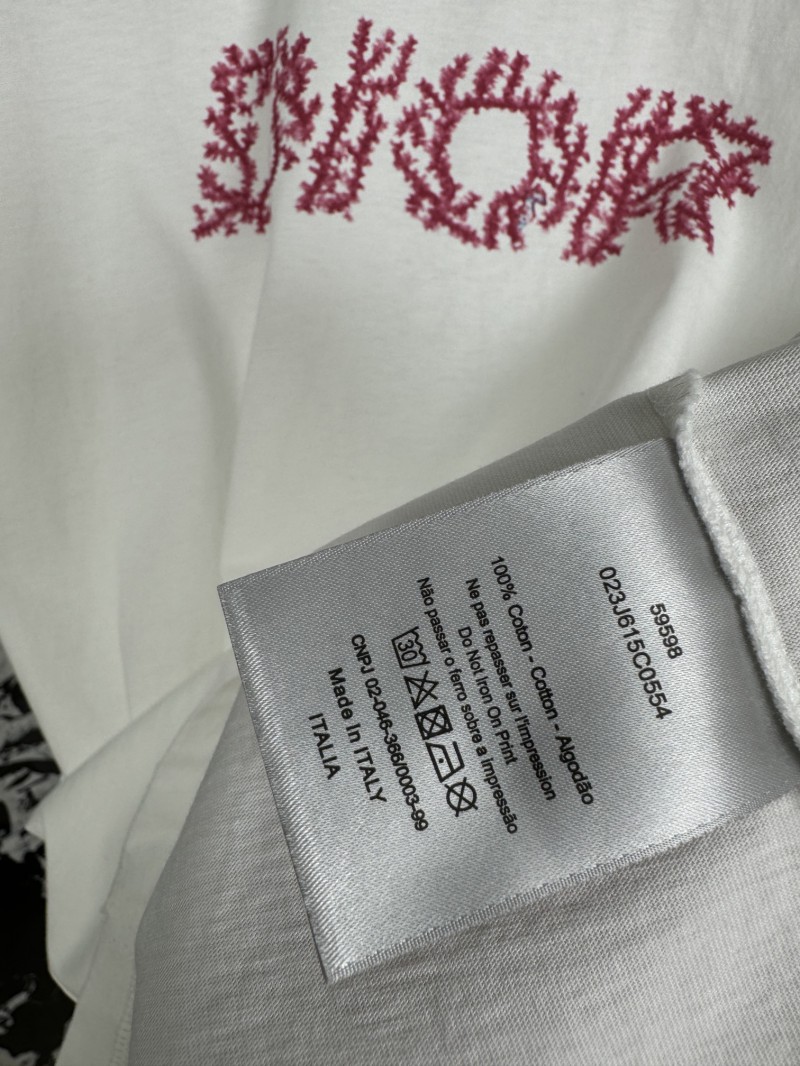 DIOR
59598
023J615C0554
100% Coton - Cotton - Algodão
Ne pas repasser sur l'impression
Do Not Iron On Print
Não passar o ferro sobre a impressão
30
CNPJ 02-046-366/0003-99
Made In ITALY
ITALIA